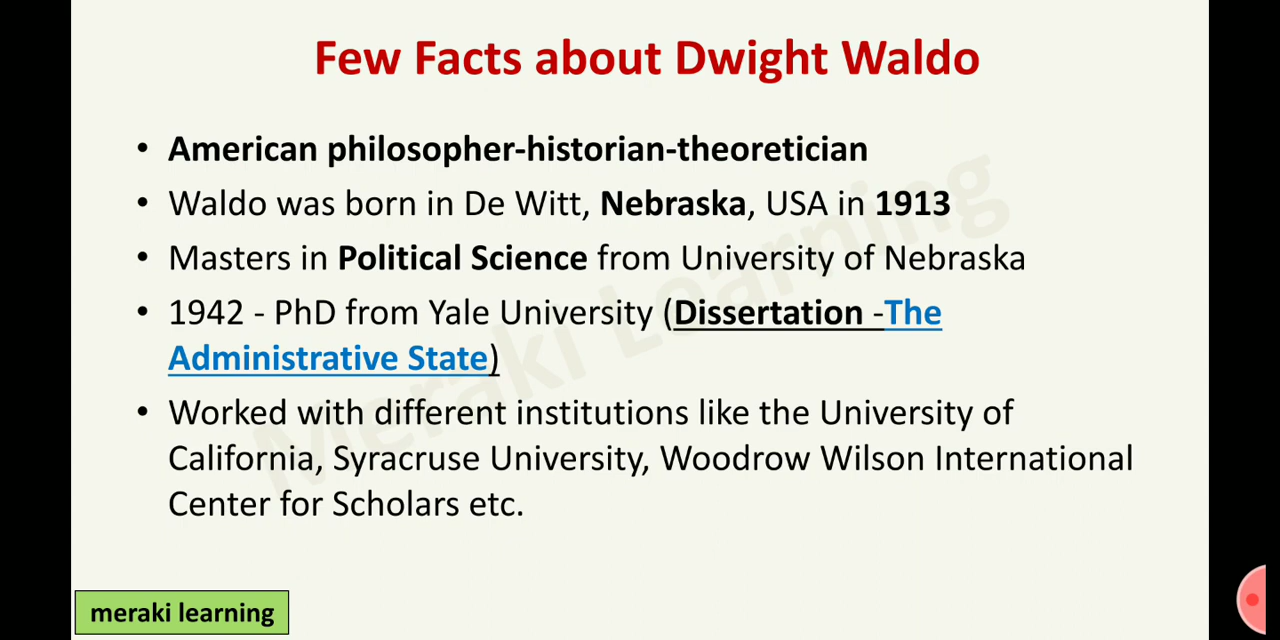 Few Facts about Dwight Waldo
• American philosopher-historian-theoretician
• Waldo was born in De Witt, Nebraska, USA in 1913
• Masters in Political Science from University of Nebraska
• 1942 - PhD from Yale University (Dissertation -The
Administrative State)
• Worked with different institutions like the University of
California, Syracruse University, Woodrow Wilson International
Center for Scholars etc.
Meraki Learning
meraki learning